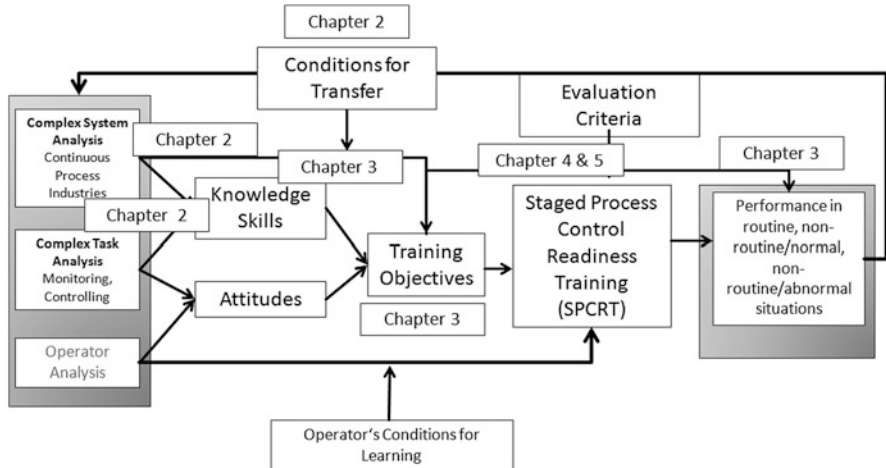 Chapter 2
Conditions for
Transfer
Evaluation
Criteria
Complex System
Analysis
Continuous
Process
Industries
Chapter 2
Chapter 3
Chapter 4 & 5
Chapter 3
Knowledge
Skills
Chapter 2
Staged Process
Control
Readiness
Training
(SPCRT)
Performance in
routine, non-
routine/normal,
non-
routine/abnormal
situations
Complex Task
Analysis
Monitoring,
Controlling
Training
Objectives
Attitudes
Chapter 3
Operator
Analysis
Operator's Conditions for
Learning